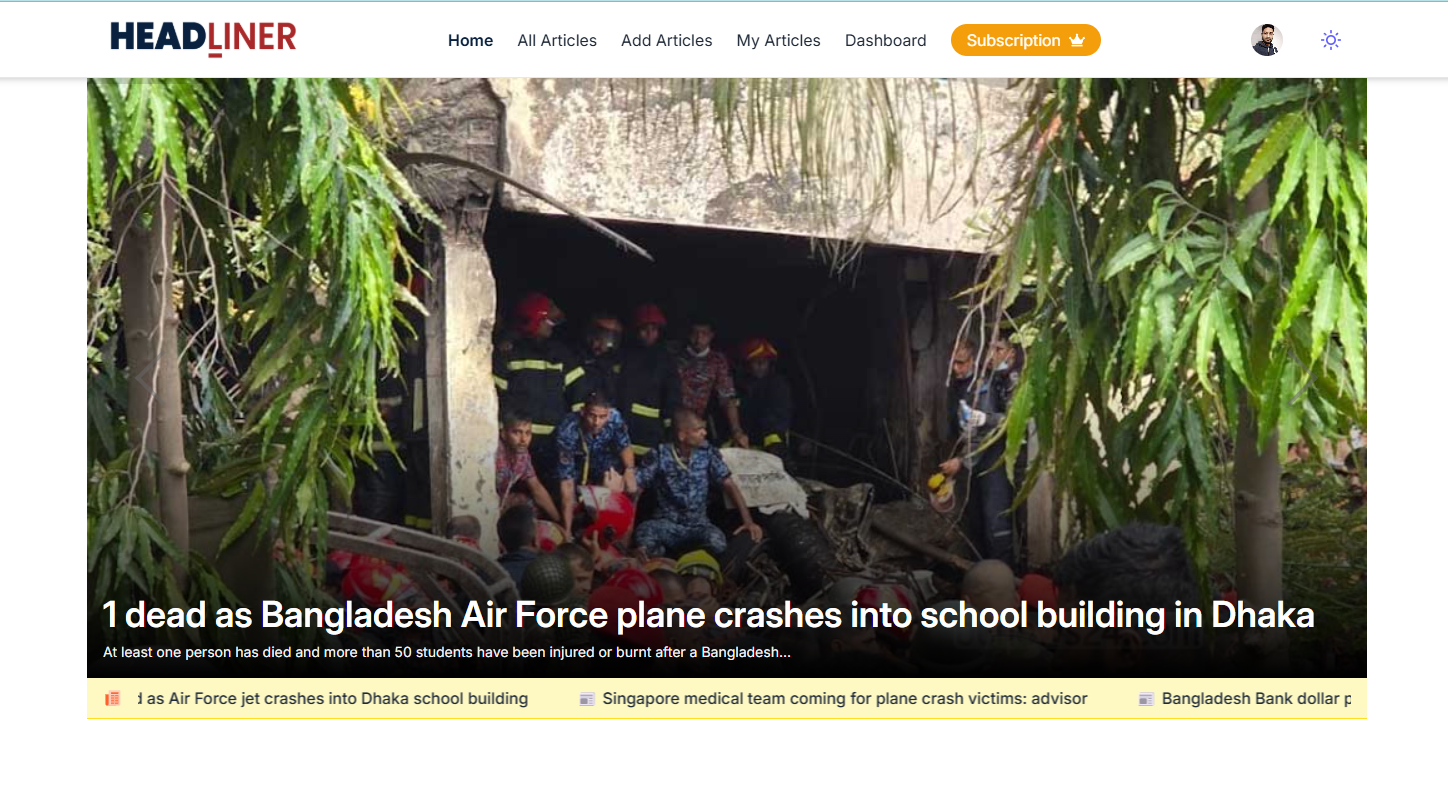 HEADLINER
Home All Articles Add Articles My Articles Dashboard Subscription
1 dead as Bangladesh Air Force plane crashes into school building in Dhaka
At least one person has died and more than 50 students have been injured or burnt after a Bangladesh...
as Air Force jet crashes into Dhaka school building Singapore medical team coming for plane crash victims: advisor Bangladesh Bank dollar